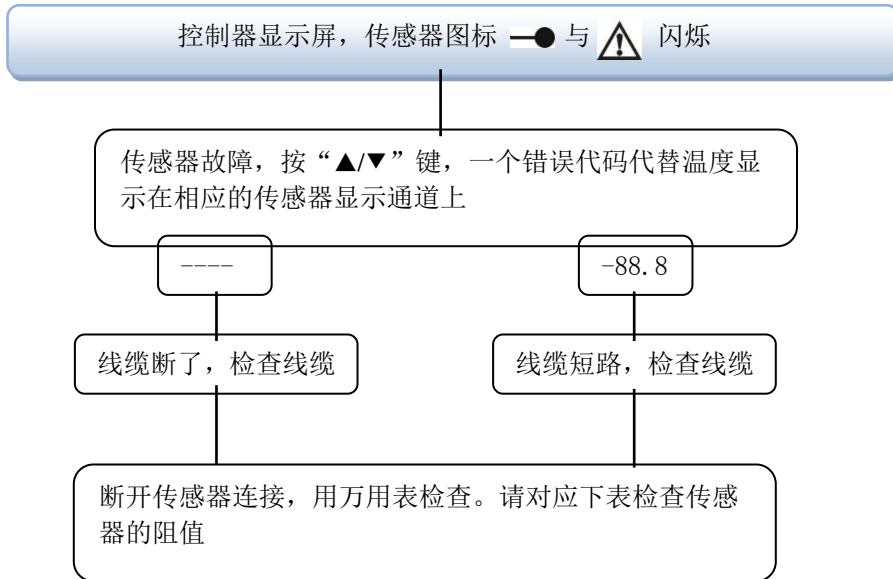 控制器显示屏，传感器图标 与 闪烁
传感器故障，按“▲/▼”键，一个错误代码代替温度显
示在相应的传感器显示通道上
----
-88.8
线缆断了，检查线缆
线缆短路，检查线缆
断开传感器连接，用万用表检查。请对应下表检查传感
器的阻值